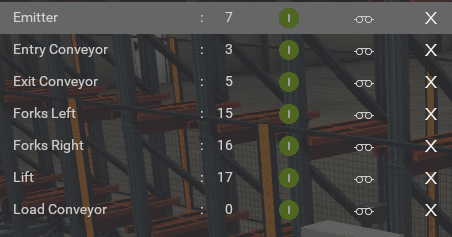 Emitter : 7 I X
Entry Conveyor : 3 I X
Exit Conveyor : 5 I X
Forks Left : 15 I X
Forks Right : 16 I X
Lift : 17 I X
Load Conveyor : 0 I X